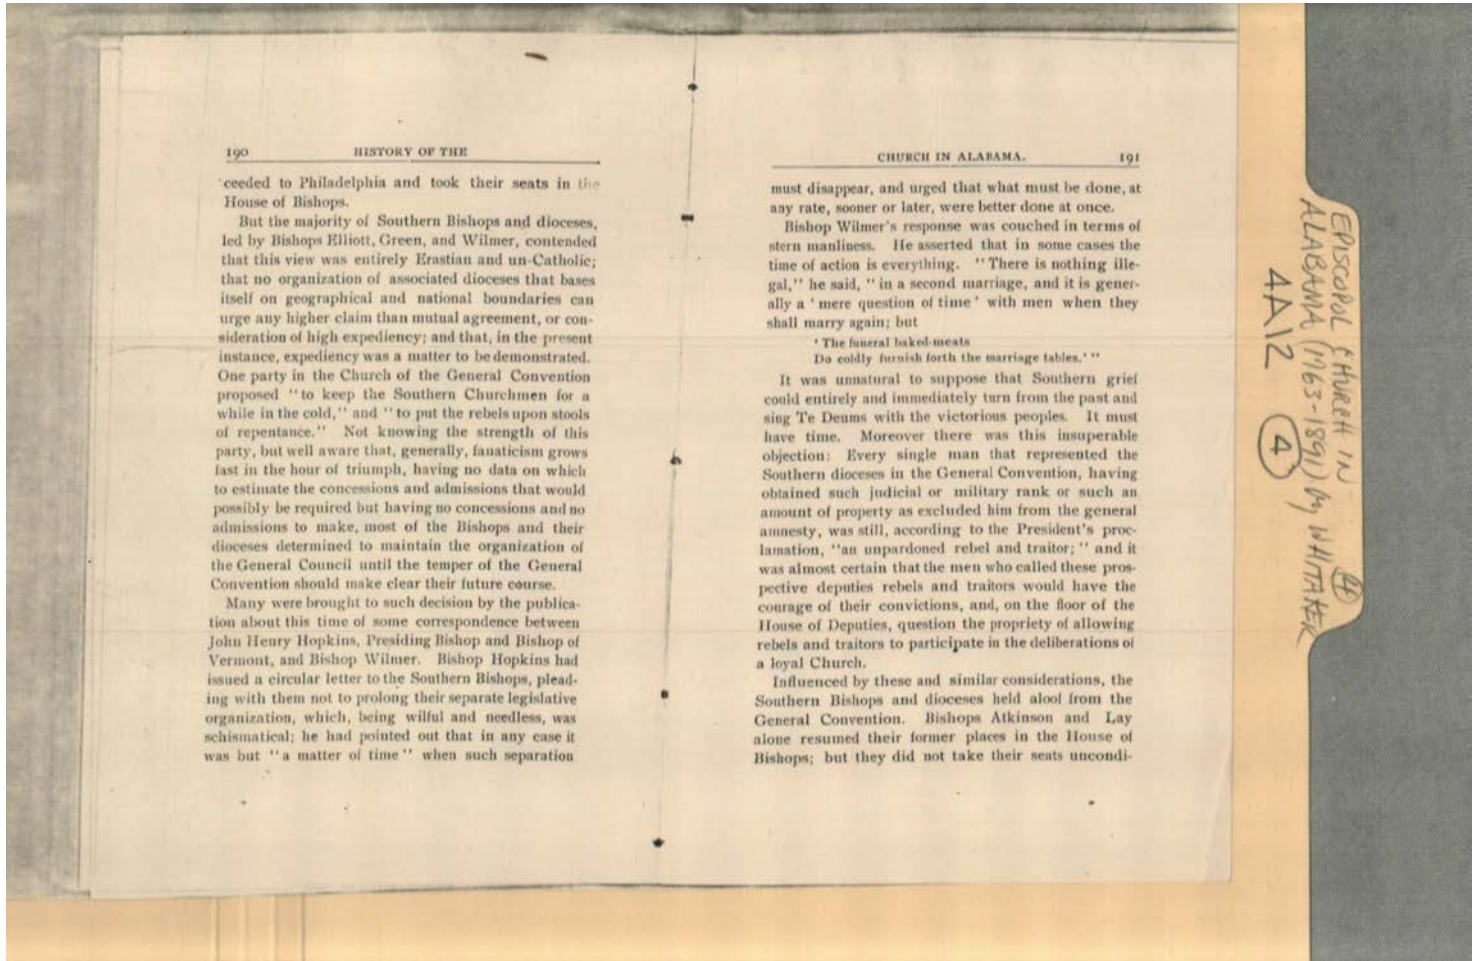 190 HISTORY OF THE
ceeded to Philadelphia and took their seats in the
House of Bishops.
But the majority of Southern Bishops and dioceses,
led by Bishops Elliott, Green, and Wilmer, contended
that this view was entirely Erastian and un-Catholic;
that no organization of associated dioceses that bases
itself on geographical and national boundaries can
urge any higher claim than mutual agreement, or con-
sideration of high expediency; and that, in the present
instance, expediency was a matter to be demonstrated.
One party in the Church of the General Convention
proposed "to keep the Southern Churchmen for a
while in the cold," and "to put the rebels upon stools
of repentance." Not knowing the strength of this
party, but well aware that, generally, fanaticism grows
fast in the hour of triumph, having no data on which
to estimate the concessions and admissions that would
possibly be required but having no concessions and no
admissions to make, most of the Bishops and their
dioceses determined to maintain the organization of
the General Council until the temper of the General
Convention should make clear their future course.
Many were brought to such decision by the publica-
tion about this time of some correspondence between
John Henry Hopkins, Presiding Bishop and Bishop of
Vermont, and Bishop Wilmer. Bishop Hopkins had
issued a circular letter to the Southern Bishops, plead-
ing with them not to prolong their separate legislative
organization, which, being wilful and needless, was
schismatical; he had pointed out that in any case it
was but "a matter of time" when such separation
CHURCH IN ALABAMA. 191
must disappear, and urged that what must be done, at
any rate, sooner or later, were better done at once.
Bishop Wilmer's response was couched in terms of
stern manliness. He asserted that in some cases the
time of action is everything. "There is nothing ille-
gal," he said, "in a second marriage, and it is gener-
ally a 'mere question of time' with men when they
shall marry again; but
'The funeral baked-meats
Do coldly furnish forth the marriage tables.'"
It was unnatural to suppose that Southern grief
could entirely and immediately turn from the past and
sing Te Deums with the victorious peoples. It must
have time. Moreover there was this insuperable
objection: Every single man that represented the
Southern dioceses in the General Convention, having
obtained such judicial or military rank or such an
amount of property as excluded him from the general
amnesty, was still, according to the President's proc-
lamation, "an unpardoned rebel and traitor;" and it
was almost certain that the men who called these pros-
pective deputies rebels and traitors would have the
courage of their convictions, and, on the floor of the
House of Deputies, question the propriety of allowing
rebels and traitors to participate in the deliberations of
a loyal Church.
Influenced by these and similar considerations, the
Southern Bishops and dioceses held aloof from the
General Convention. Bishops Atkinson and Lay
alone resumed their former places in the House of
Bishops; but they did not take their seats uncondi-
EPISCOPOL CHURCH IN
ALABAMA (1763-1891) by WHITAKER
4A12 4